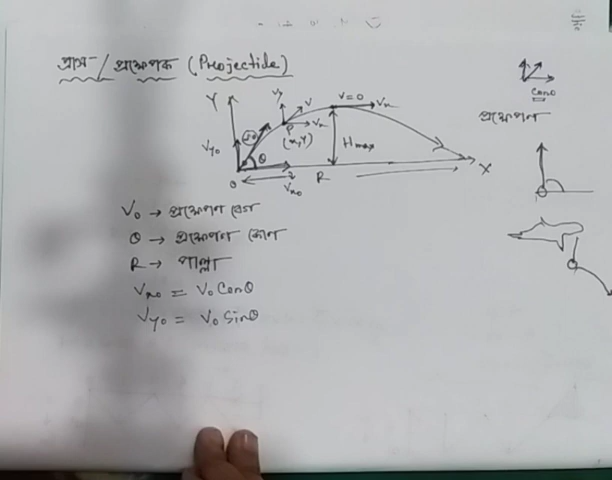 প্রাস / প্রক্ষেপক (Projectile)
Y
Vy
V
V=0
Vx
Vx
P
(x,y)
Vy₀
V₀
θ
Hmax
O
Vx₀
R
X
V₀ → প্রক্ষেপণ বেগ
θ → প্রক্ষেপণ কোণ
R → পাল্লা
Vx₀ = V₀ Cosθ
Vy₀ = V₀ Sinθ
Cosθ
প্রক্ষেপণ